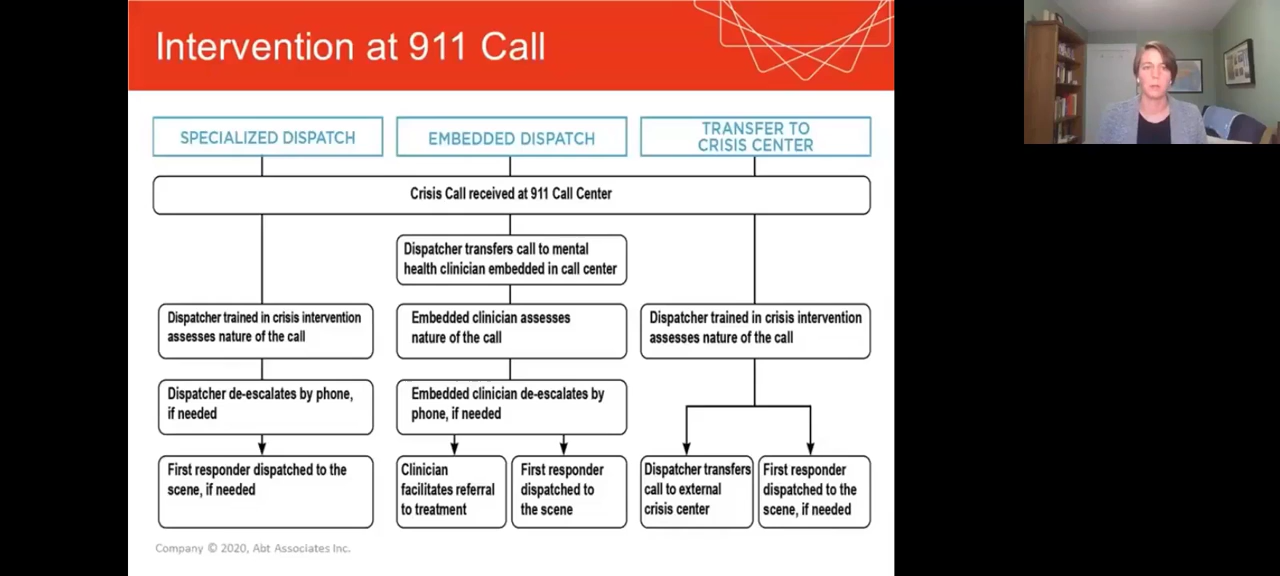 Intervention at 911 Call
SPECIALIZED DISPATCH
EMBEDDED DISPATCH
TRANSFER TO
CRISIS CENTER
Crisis Call received at 911 Call Center
Dispatcher transfers call to mental
health clinician embedded in call center
Dispatcher trained in crisis intervention
assesses nature of the call
Embedded clinician assesses
nature of the call
Dispatcher trained in crisis intervention
assesses nature of the call
Dispatcher de-escalates by phone,
if needed
Embedded clinician de-escalates by
phone, if needed
First responder dispatched to the
scene, if needed
Clinician
facilitates referral
to treatment
First responder
dispatched to
the scene
Dispatcher transfers
call to external
crisis center
First responder
dispatched to the
scene, if needed
Company © 2020, Abt Associates Inc.